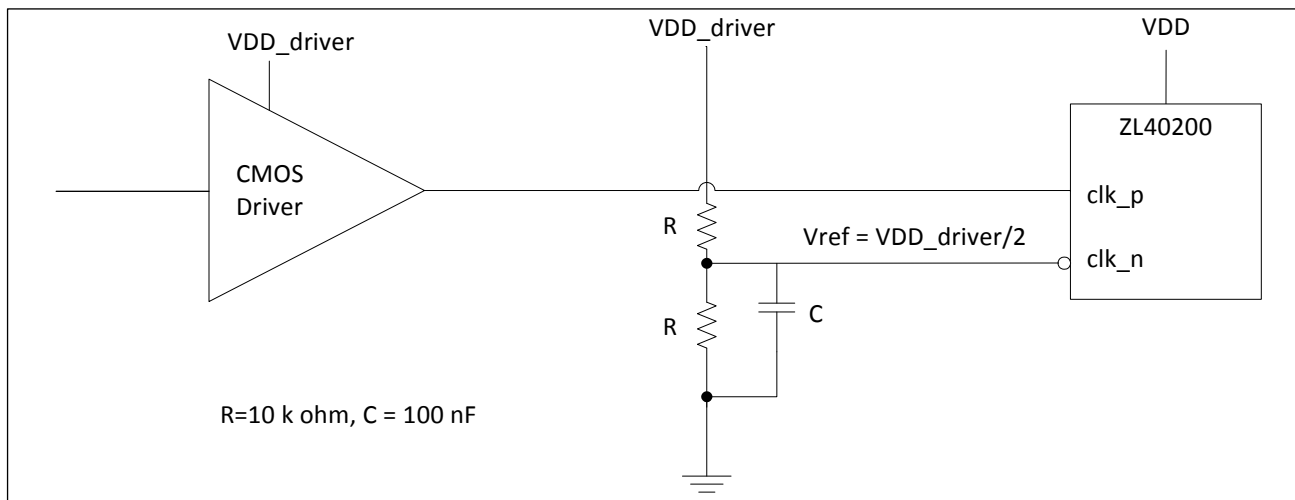 VDD_driver
VDD_driver
VDD
ZL40200
CMOS
Driver
clk_p
R
Vref = VDD_driver/2
clk_n
R
C
R=10 k ohm, C = 100 nF